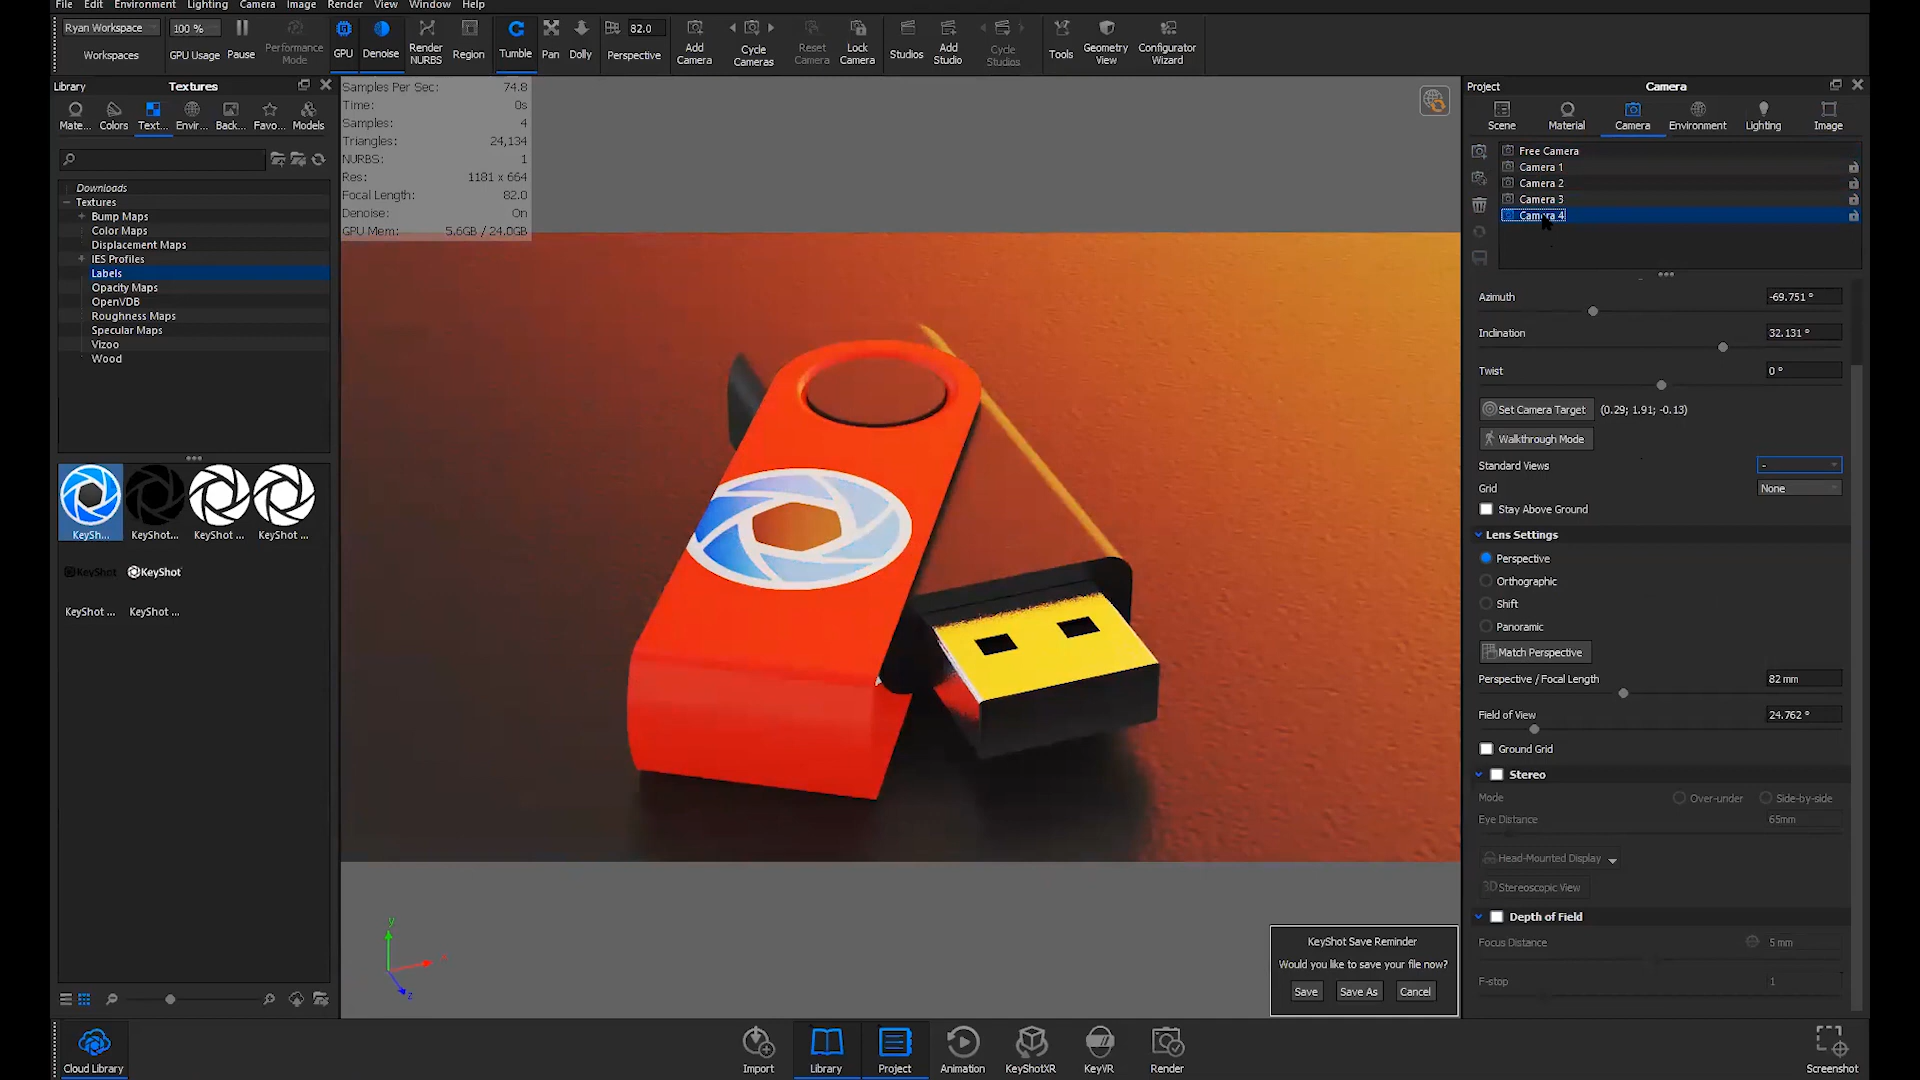 File Edit Environment Lighting Camera Image Render View Window Help
Ryan Workspace 100 % 82.0
Workspaces GPU Usage Pause Performance Mode GPU Denoise Render NURBS Region Tumble Pan Dolly Perspective Add Camera Cycle Cameras Reset Camera Lock Camera Studios Add Studio Cycle Studios Tools Geometry View Configurator Wizard
Library Textures
Mate... Colors Text... Envir... Back... Favo... Models
Downloads
Textures
Bump Maps
Color Maps
Displacement Maps
IES Profiles
Labels
Opacity Maps
OpenVDB
Roughness Maps
Specular Maps
Vizoo
Wood
KeySh... KeyShot... KeyShot ... KeyShot ...
KeyShot KeyShot
KeyShot ... KeyShot ...
Samples Per Sec: 74.8
Time: 0s
Samples: 4
Triangles: 24,134
NURBS: 1
Res: 1181 x 664
Focal Length: 82.0
Denoise: On
GPU Mem: 5.6GB / 24.0GB
y
z
KeyShot Save Reminder
Would you like to save your file now?
Save Save As Cancel
Project Camera
Scene Material Camera Environment Lighting Image
Free Camera
Camera 1
Camera 2
Camera 3
Camera 4
Azimuth -69.751 °
Inclination 32.131 °
Twist 0 °
Set Camera Target (0.29; 1.91; -0.13)
Walkthrough Mode
Standard Views -
Grid None
Stay Above Ground
Lens Settings
Perspective
Orthographic
Shift
Panoramic
Match Perspective
Perspective / Focal Length 82 mm
Field of View 24.762 °
Ground Grid
Stereo
Mode Over-under Side-by-side
Eye Distance 65mm
Head-Mounted Display
3D Stereoscopic View
Depth of Field
Focus Distance 5 mm
F-stop 1
Cloud Library Import Library Project Animation KeyShotXR KeyVR Render Screenshot